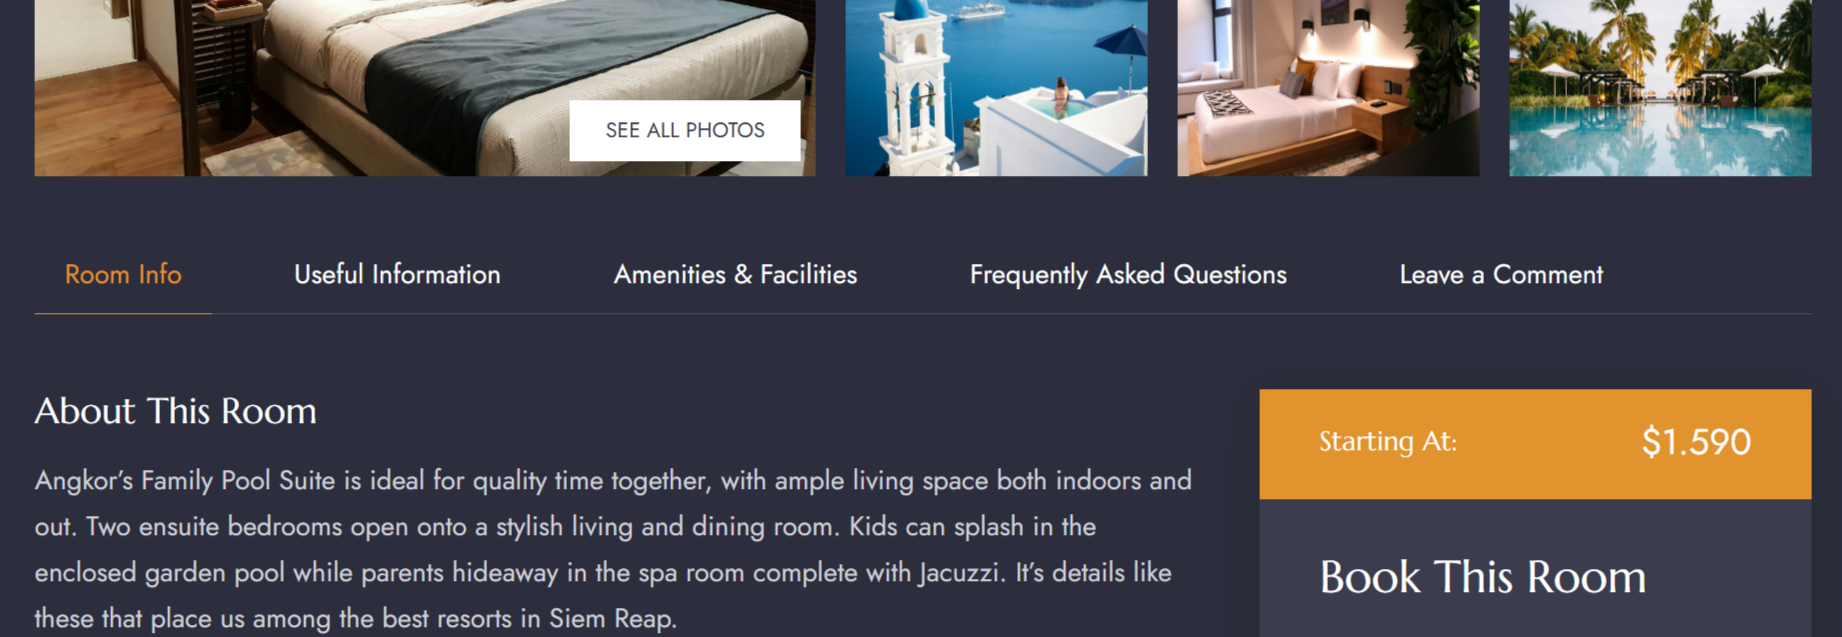 SEE ALL PHOTOS
Room Info
Useful Information
Amenities & Facilities
Frequently Asked Questions
Leave a Comment
About This Room
Angkor’s Family Pool Suite is ideal for quality time together, with ample living space both indoors and
out. Two ensuite bedrooms open onto a stylish living and dining room. Kids can splash in the
enclosed garden pool while parents hideaway in the spa room complete with Jacuzzi. It’s details like
these that place us among the best resorts in Siem Reap.
Starting At:
$1.590
Book This Room